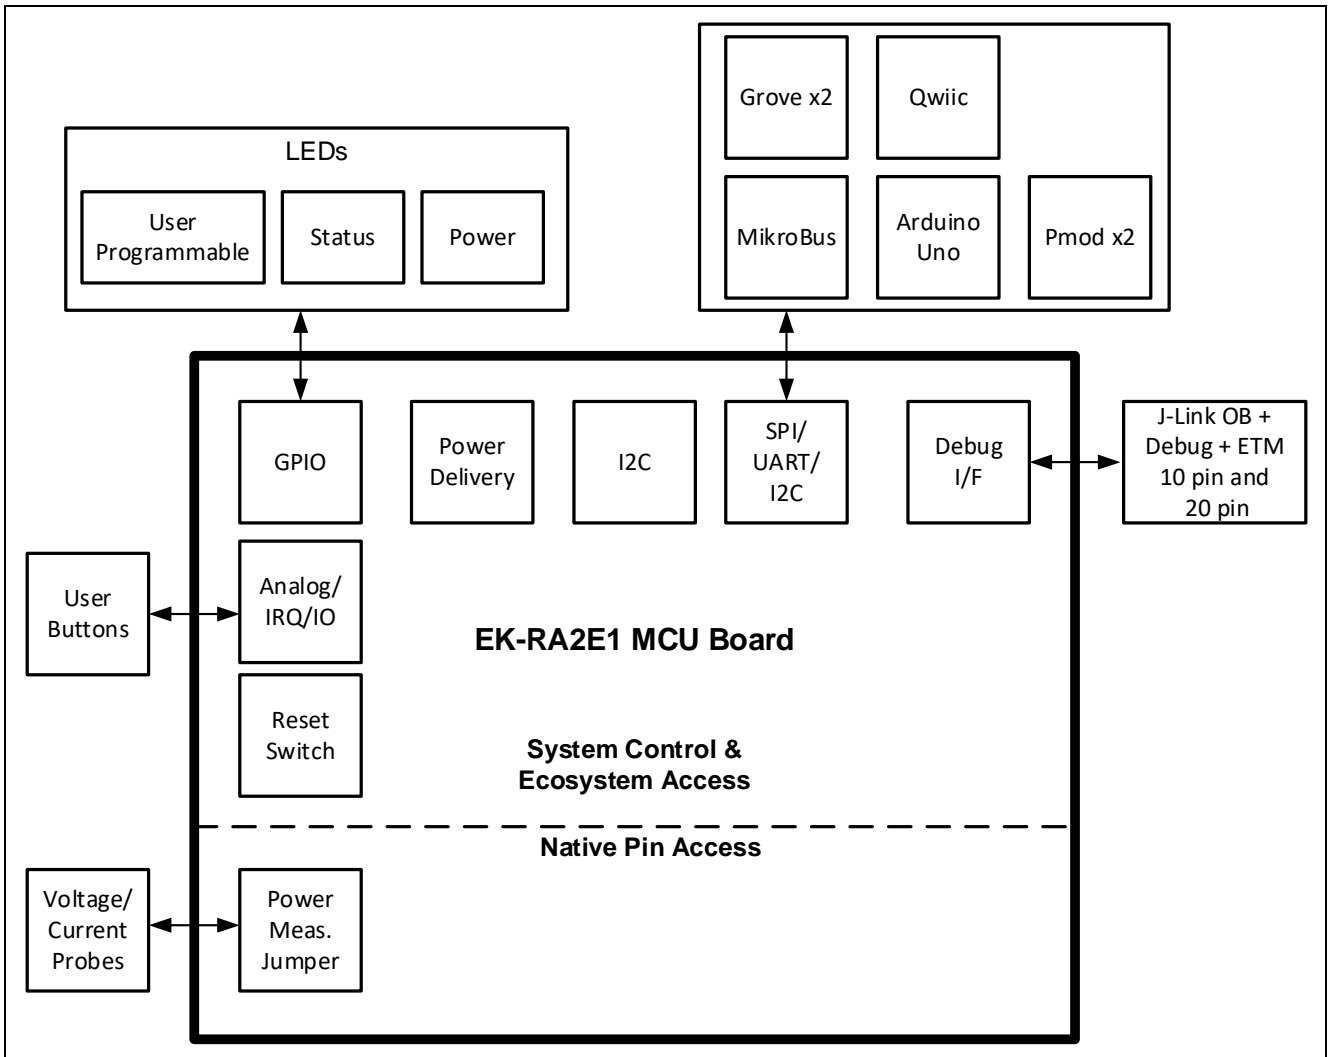 Grove x2
Qwiic
LEDs
User
Programmable
Status
Power
MikroBus
Arduino
Uno
Pmod x2
GPIO
Power
Delivery
I2C
SPI/
UART/
I2C
Debug
I/F
J-Link OB +
Debug + ETM
10 pin and
20 pin
User
Buttons
Analog/
IRQ/IO
EK-RA2E1 MCU Board
Reset
Switch
System Control &
Ecosystem Access
Native Pin Access
Voltage/
Current
Probes
Power
Meas.
Jumper